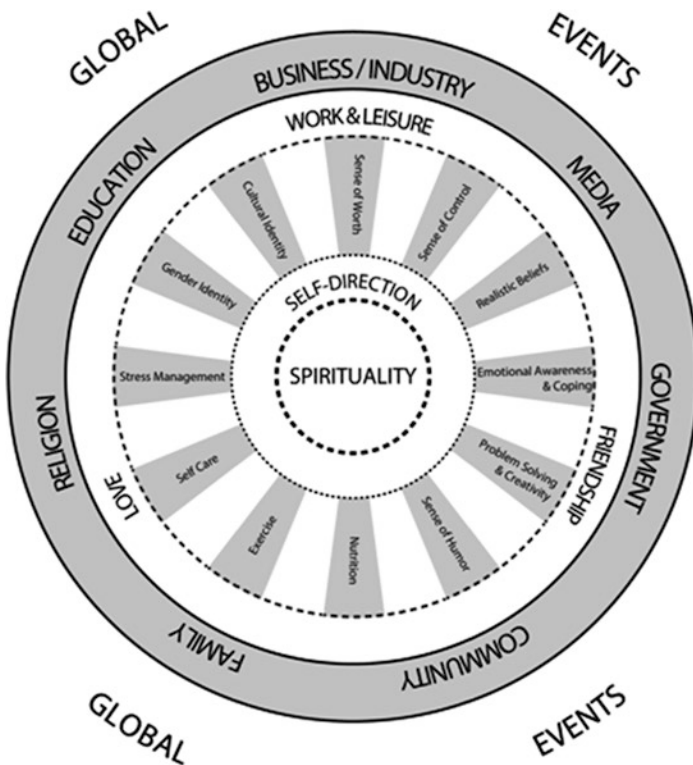 GLOBAL
EVENTS
BUSINESS / INDUSTRY
MEDIA
GOVERNMENT
COMMUNITY
FAMILY
RELIGION
EDUCATION
WORK & LEISURE
FRIENDSHIP
LOVE
Sense of Worth
Sense of Control
Realistic Beliefs
Emotional Awareness
& Coping
Problem Solving
& Creativity
Sense of Humor
Nutrition
Exercise
Self Care
Stress Management
Gender Identity
Cultural Identity
SELF-DIRECTION
SPIRITUALITY
GLOBAL
EVENTS